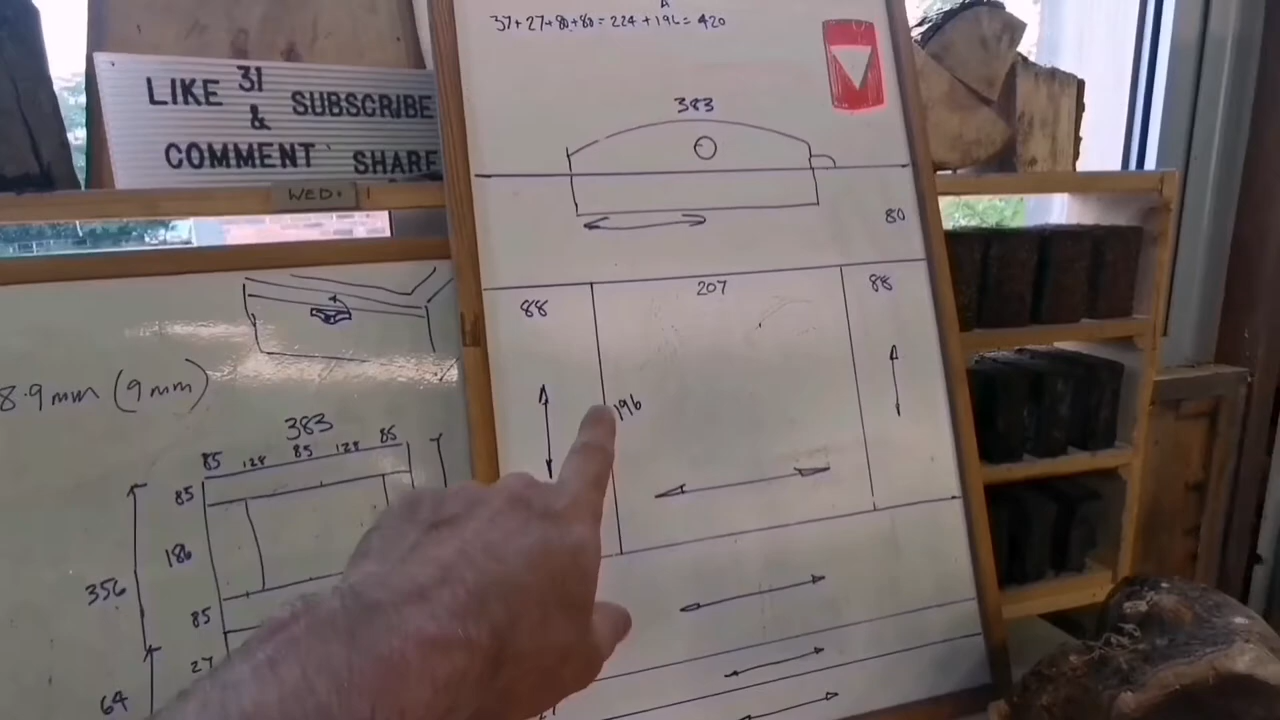 37+27+80+80=224+196=420
LIKE 31 SUBSCRIBE
&
COMMENT SHARE
WED:
383
80
88 207 88
196
8.9mm (9mm)
383
85 128 85 128 85
85
186
356
85
27
64